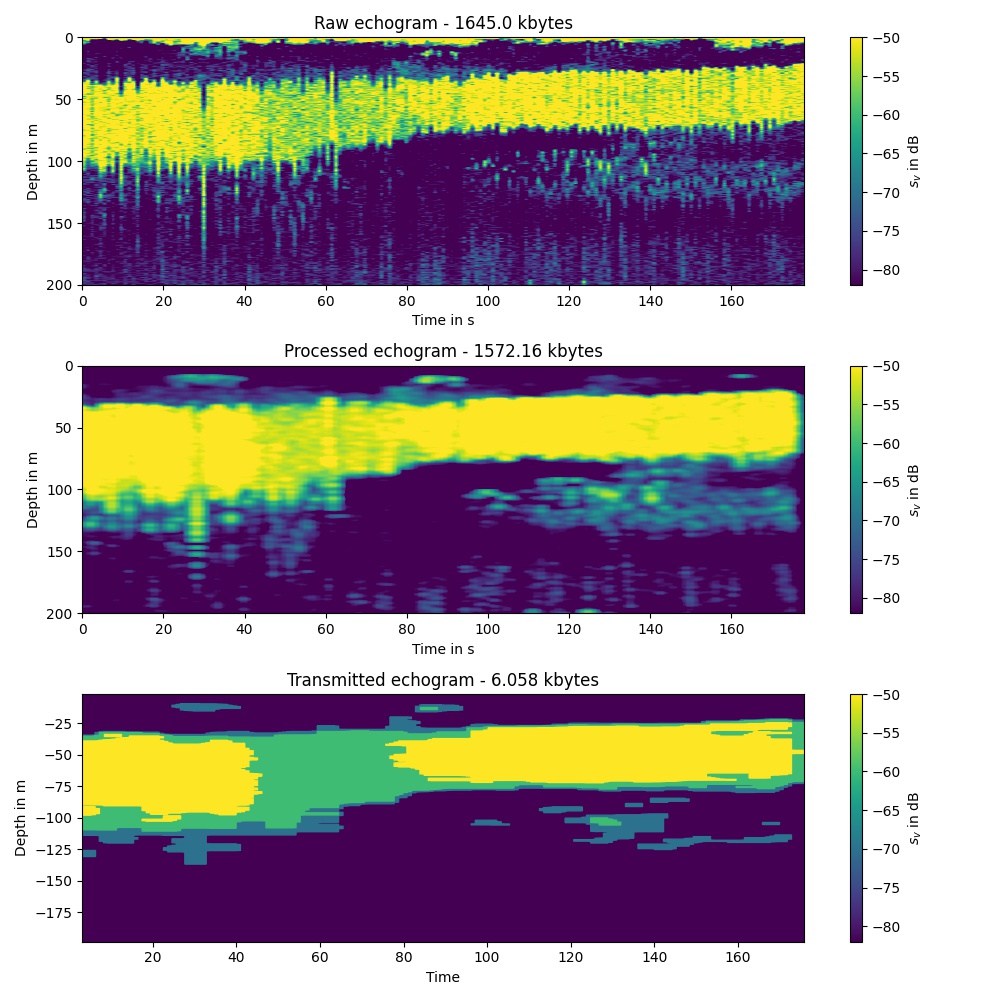 Raw echogram - 1645.0 kbytes
0
50
100
150
200
Depth in m
0 20 40 60 80 100 120 140 160
Time in s
−50
−55
−60
−65
−70
−75
−80
s_v in dB
Processed echogram - 1572.16 kbytes
0
50
100
150
200
Depth in m
0 20 40 60 80 100 120 140 160
Time in s
−50
−55
−60
−65
−70
−75
−80
s_v in dB
Transmitted echogram - 6.058 kbytes
−25
−50
−75
−100
−125
−150
−175
Depth in m
20 40 60 80 100 120 140 160
Time
−50
−55
−60
−65
−70
−75
−80
s_v in dB